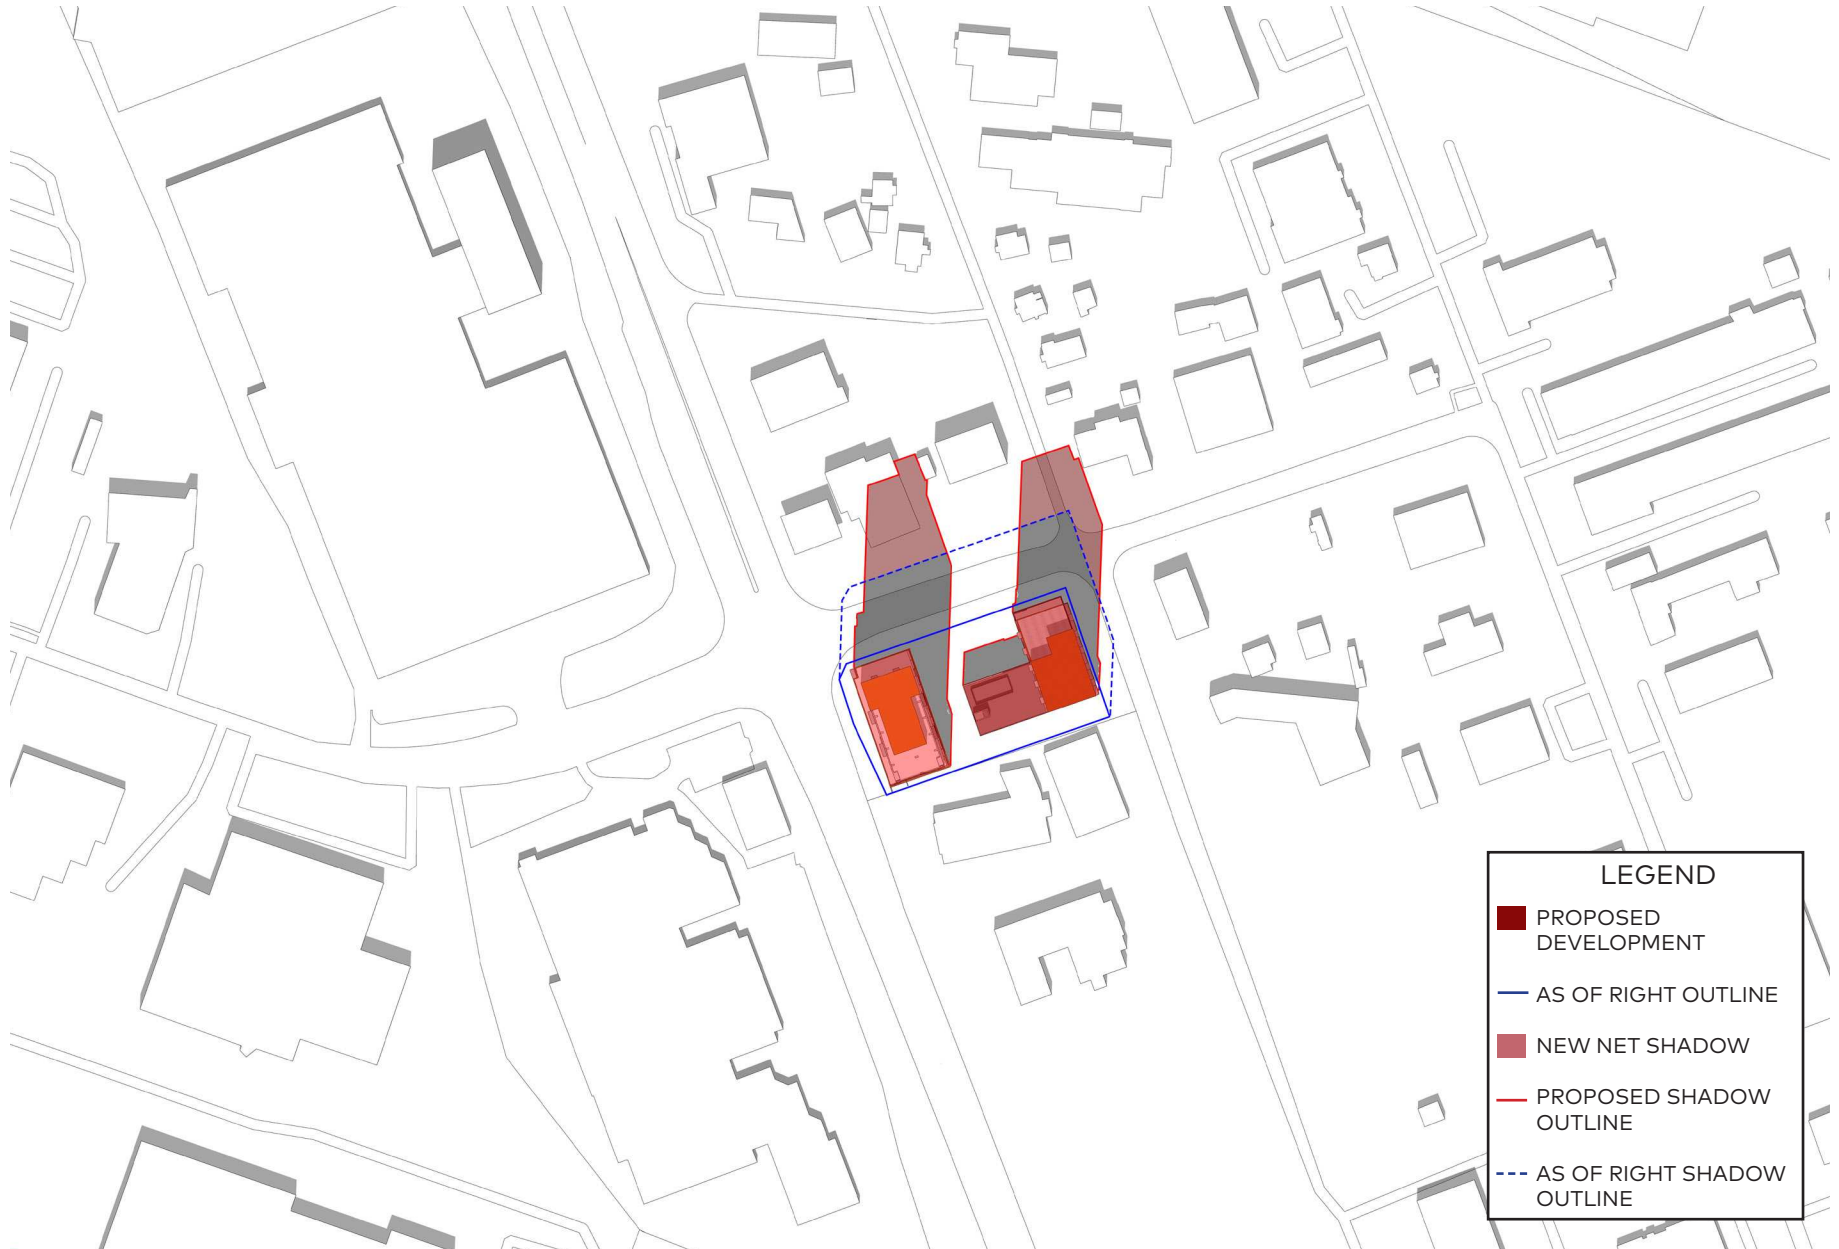 LEGEND
PROPOSED
DEVELOPMENT
AS OF RIGHT OUTLINE
NEW NET SHADOW
PROPOSED SHADOW
OUTLINE
AS OF RIGHT SHADOW
OUTLINE